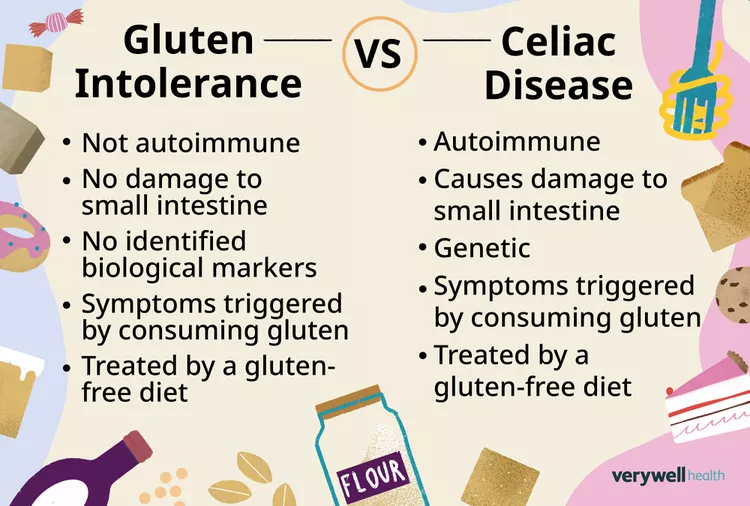 Gluten Intolerance
VS
Celiac Disease
• Not autoimmune
• No damage to
small intestine
• No identified
biological markers
• Symptoms triggered
by consuming gluten
• Treated by a gluten-
free diet
• Autoimmune
• Causes damage to
small intestine
• Genetic
• Symptoms triggered
by consuming gluten
• Treated by a
gluten-free diet
FLOUR
verywell health